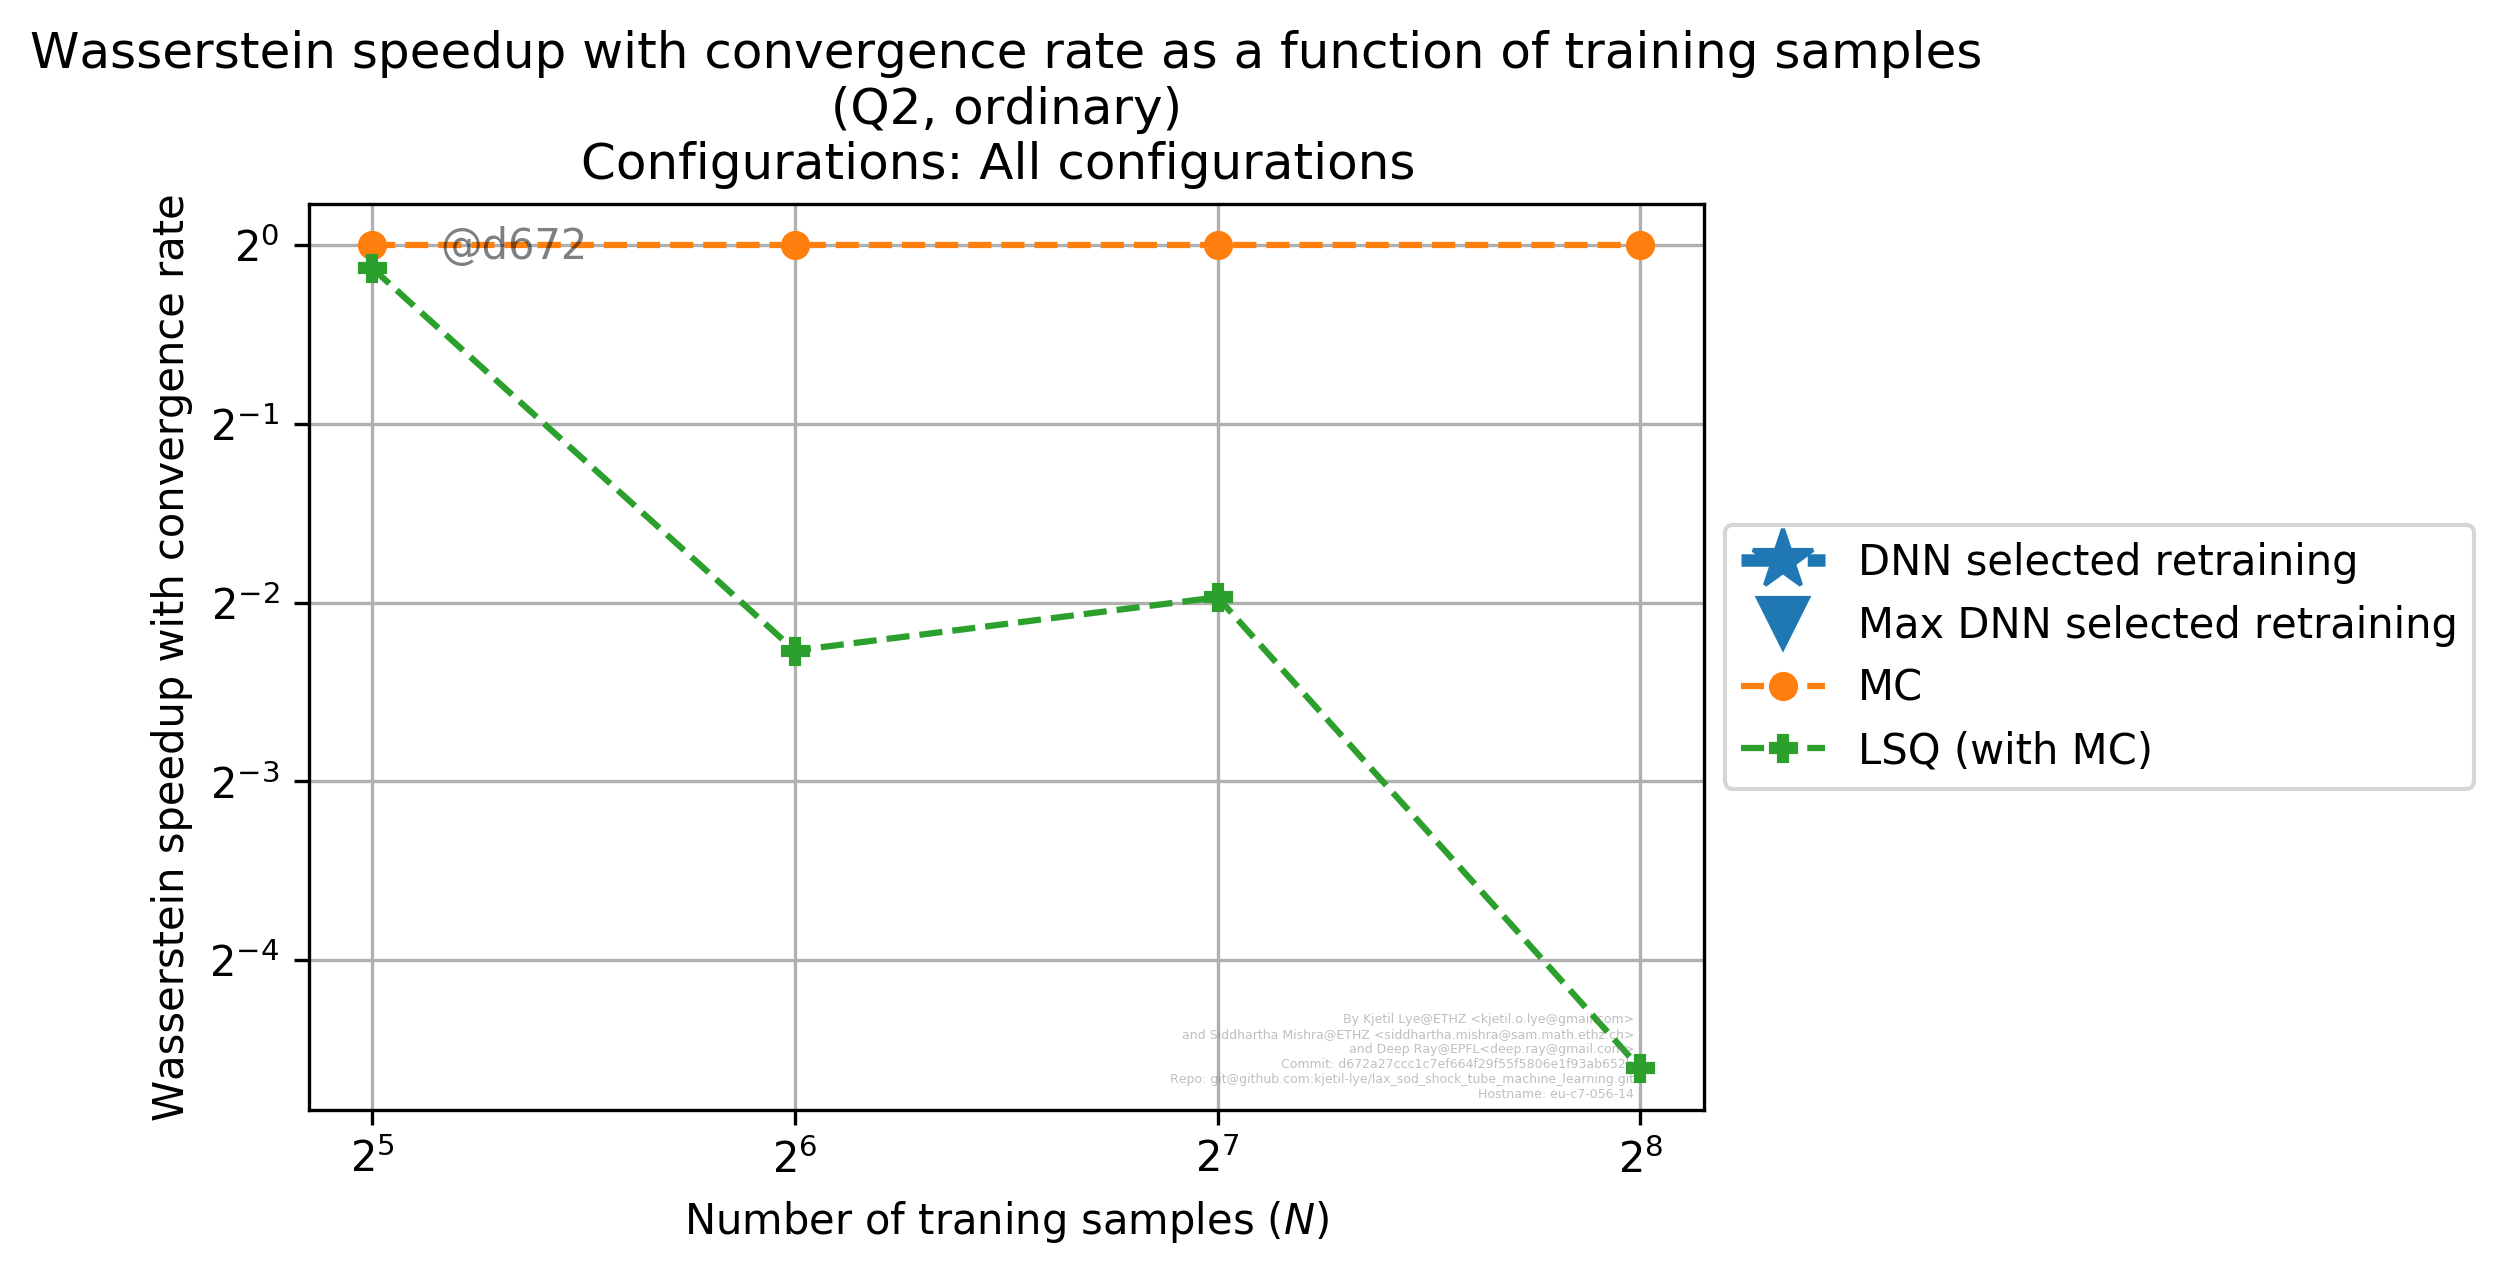 Wasserstein speedup with convergence rate as a function of training samples
(Q2, ordinary)
Configurations: All configurations
Wasserstein speedup with convergence rate
2⁰
2⁻¹
2⁻²
2⁻³
2⁻⁴
@d672
DNN selected retraining
Max DNN selected retraining
MC
LSQ (with MC)
By Kjetil Lye@ETHZ <kjetil.o.lye@gmail.com>
and Siddhartha Mishra@ETHZ <siddhartha.mishra@sam.math.ethz.ch>
and Deep Ray@EPFL<deep.ray@gmail.com>
Commit:
Repo: git@github.com:kjetil-lye/lax_sod_shock_tube_machine_learning.git
Hostname: eu-c7-056-14
2⁵
2⁶
2⁷
2⁸
Number of traning samples (N)